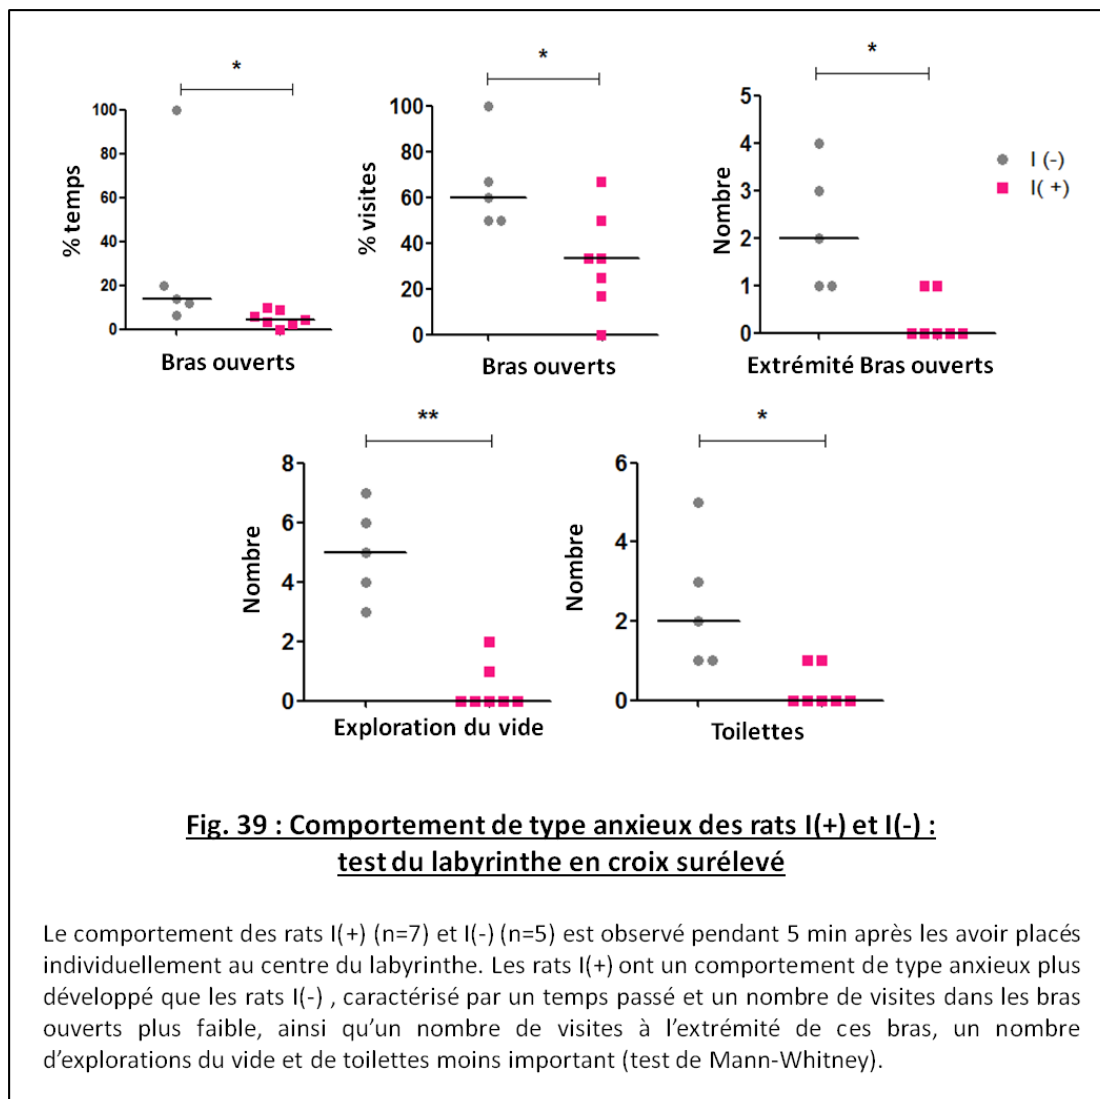 *
100
80
60
40
20
0
% temps
Bras ouverts
*
100
80
60
40
20
0
% visites
Bras ouverts
*
5
4
3
2
1
0
Nombre
Extrémité Bras ouverts
I (-)
I( +)
**
8
6
4
2
0
Nombre
Exploration du vide
*
6
4
2
0
Nombre
Toilettes
Fig. 39 : Comportement de type anxieux des rats I(+) et I(-) :
test du labyrinthe en croix surélevé
Le comportement des rats I(+) (n=7) et I(-) (n=5) est observé pendant 5 min après les avoir placés
individuellement au centre du labyrinthe. Les rats I(+) ont un comportement de type anxieux plus
développé que les rats I(-) , caractérisé par un temps passé et un nombre de visites dans les bras
ouverts plus faible, ainsi qu’un nombre de visites à l’extrémité de ces bras, un nombre
d’explorations du vide et de toilettes moins important (test de Mann-Whitney).